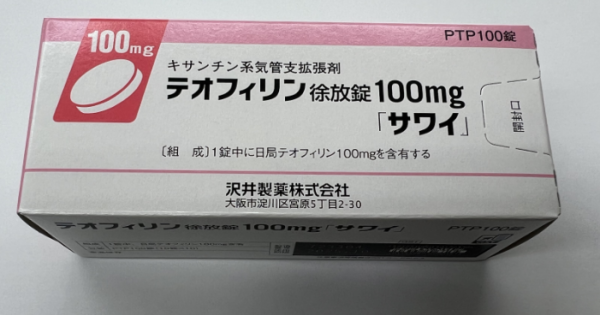 100mg
PTP100錠
キサンチン系気管支拡張剤
テオフィリン徐放錠100mg
「サワイ」
開封口
〔組 成〕1錠中に日局テオフィリン100mgを含有する
沢井製薬株式会社
大阪市淀川区宮原5丁目2-30
テオフィリン徐放錠100mg「サワイ」 PTP100錠